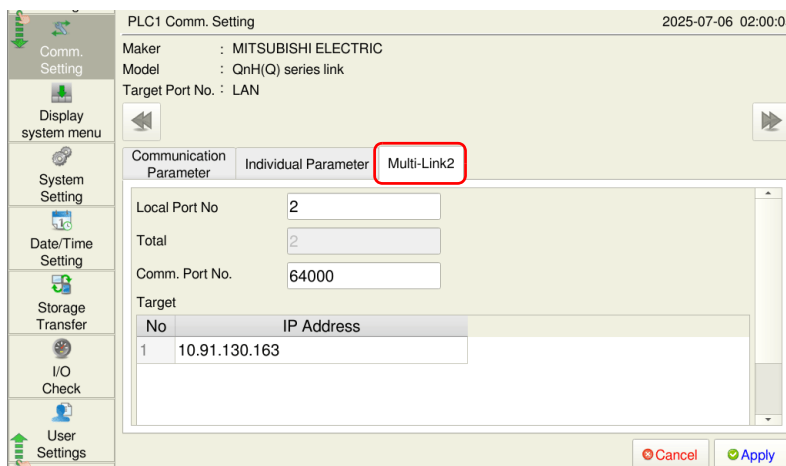 PLC1 Comm. Setting
2025-07-06 02:00:0
Comm.
Setting
Display
system menu
System
Setting
Date/Time
Setting
Storage
Transfer
I/O
Check
User
Settings
Maker : MITSUBISHI ELECTRIC
Model : QnH(Q) series link
Target Port No. : LAN
Communication
Parameter
Individual Parameter
Multi-Link2
Local Port No 2
Total 2
Comm. Port No. 64000
Target
No IP Address
1 10.91.130.163
Cancel
Apply